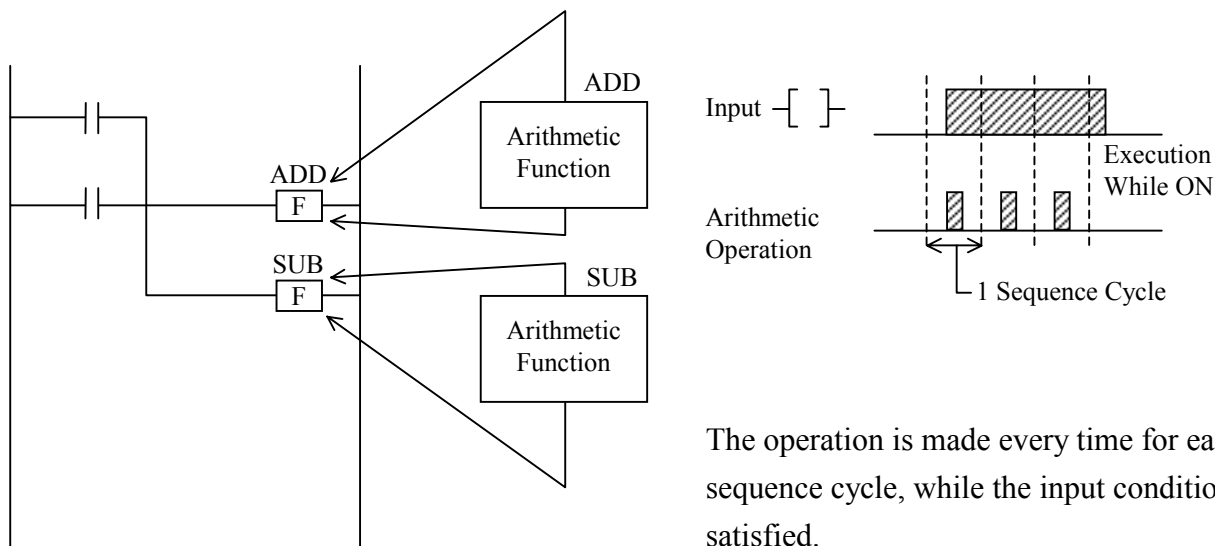 ADD
F
SUB
F
ADD
Arithmetic
Function
SUB
Arithmetic
Function
Input
Execution
While ON
Arithmetic
Operation
1 Sequence Cycle
The operation is made every time for ea
sequence cycle, while the input conditio
satisfied.